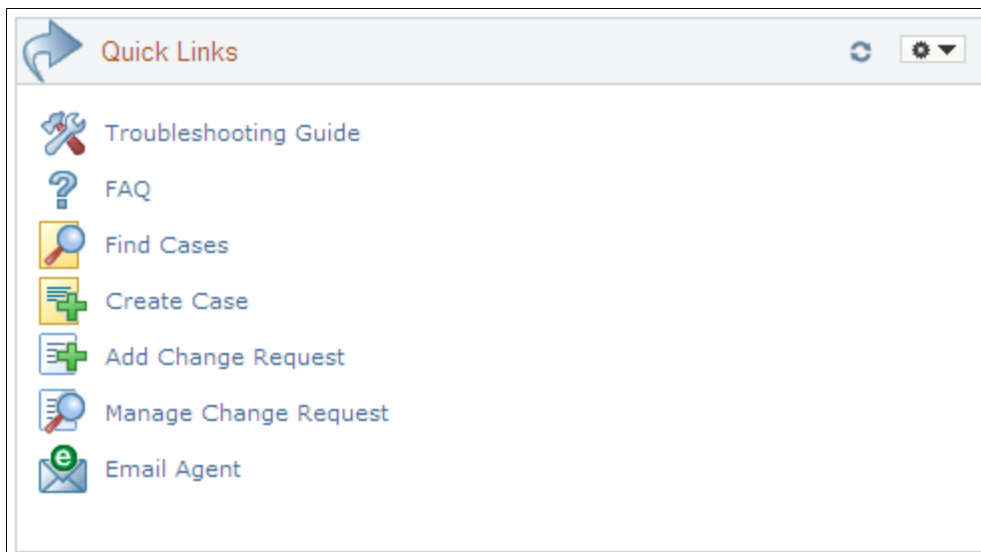 Quick Links
Troubleshooting Guide
FAQ
Find Cases
Create Case
Add Change Request
Manage Change Request
e
Email Agent